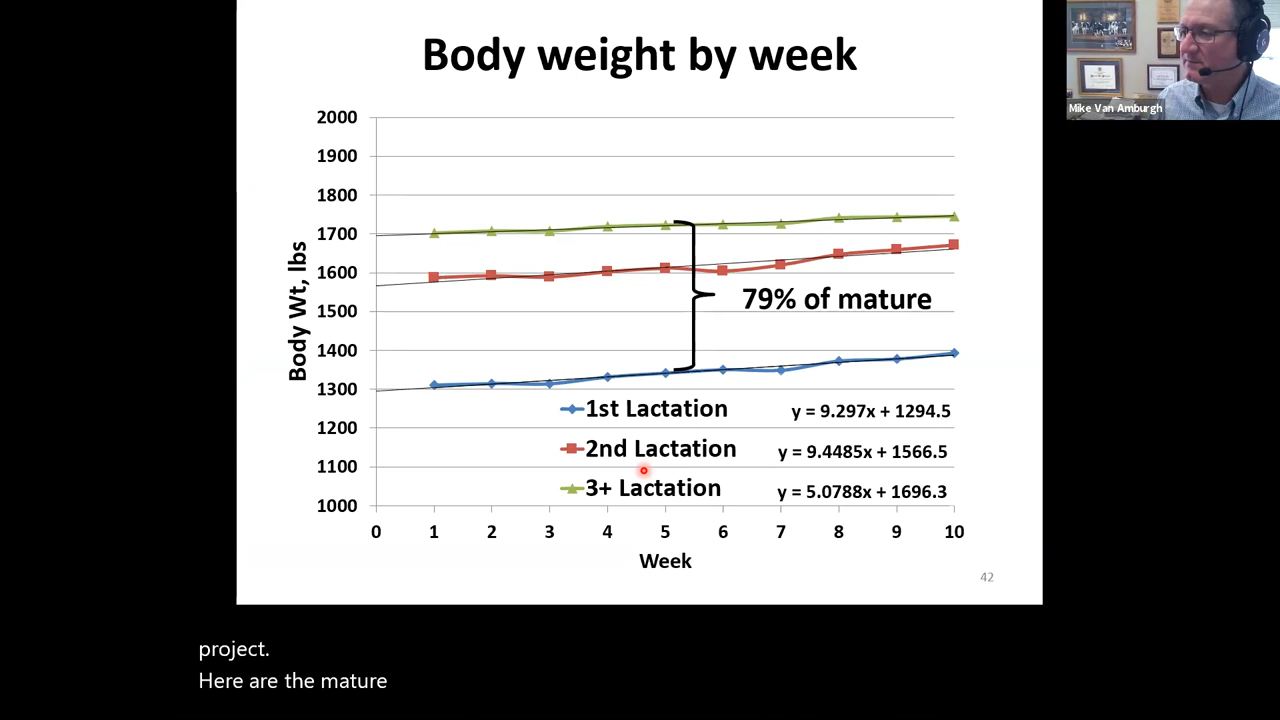 Body weight by week
Mike Van Amburgh
2000
1900
1800
1700
1600
1500
1400
1300
1200
1100
1000
Body Wt, lbs
79% of mature
1st Lactation
y = 9.297x + 1294.5
2nd Lactation
y = 9.4485x + 1566.5
3+ Lactation
y = 5.0788x + 1696.3
0 1 2 3 4 5 6 7 8 9 10
Week
42
project.
Here are the mature